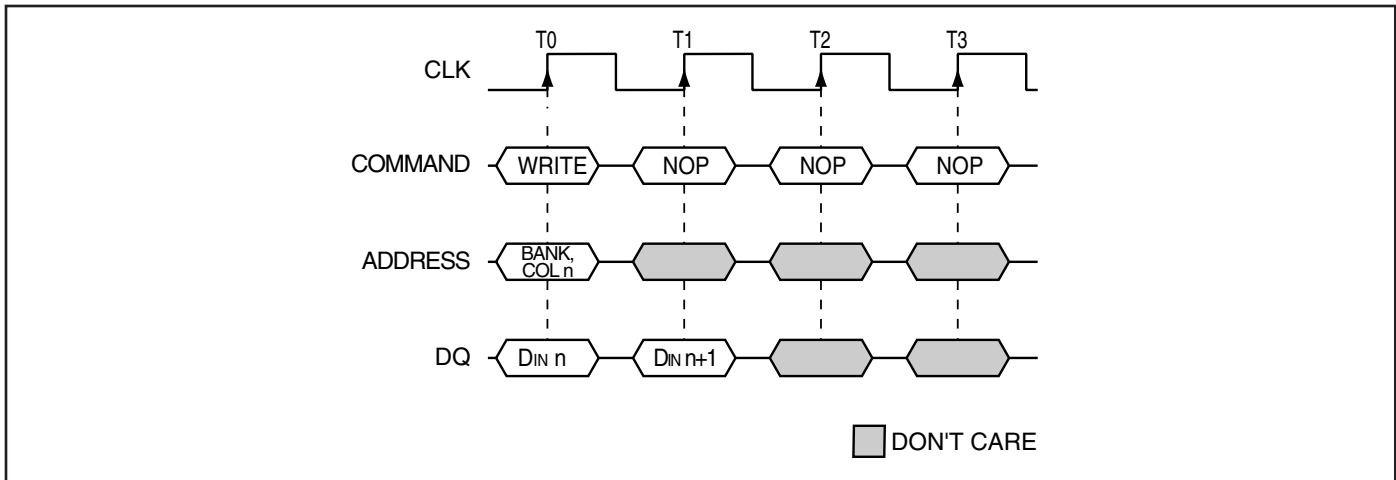 T0 T1 T2 T3
CLK
COMMAND WRITE NOP NOP NOP
ADDRESS BANK,
COL n
DQ DIN n DIN n+1
DON'T CARE